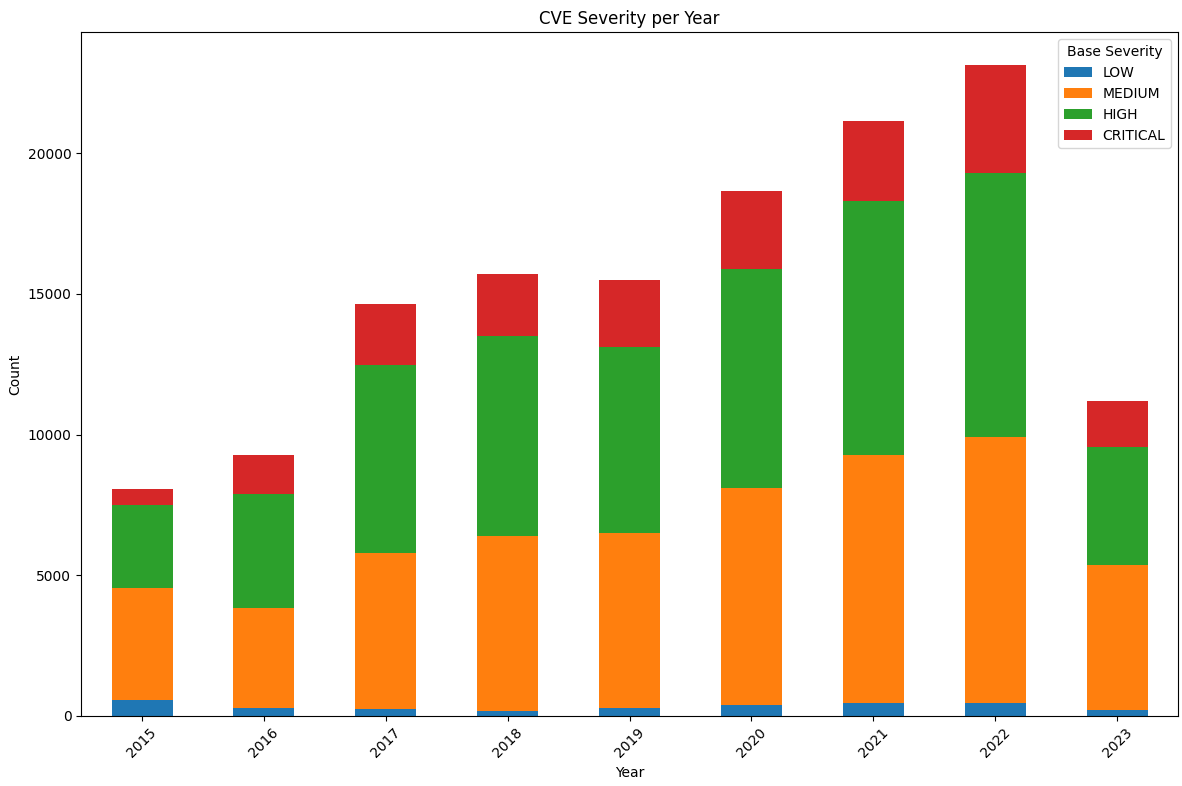 CVE Severity per Year
Base Severity
LOW
MEDIUM
HIGH
CRITICAL
Count
20000
15000
10000
5000
0
2015
2016
2017
2018
2019
2020
2021
2022
2023
Year